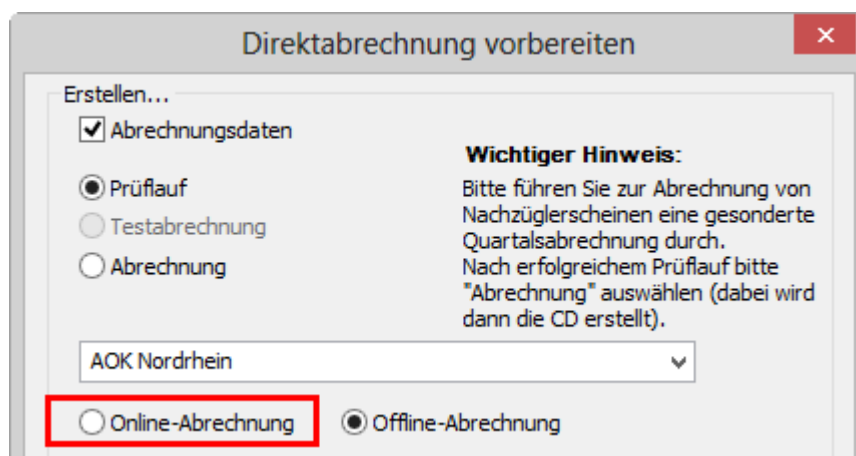 Direktabrechnung vorbereiten
Erstellen...
Abrechnungsdaten
Prüflauf
Testabrechnung
Abrechnung
Wichtiger Hinweis:
Bitte führen Sie zur Abrechnung von
Nachzüglerscheinen eine gesonderte
Quartalsabrechnung durch.
Nach erfolgreichem Prüflauf bitte
"Abrechnung" auswählen (dabei wird
dann die CD erstellt).
AOK Nordrhein
Online-Abrechnung Offline-Abrechnung